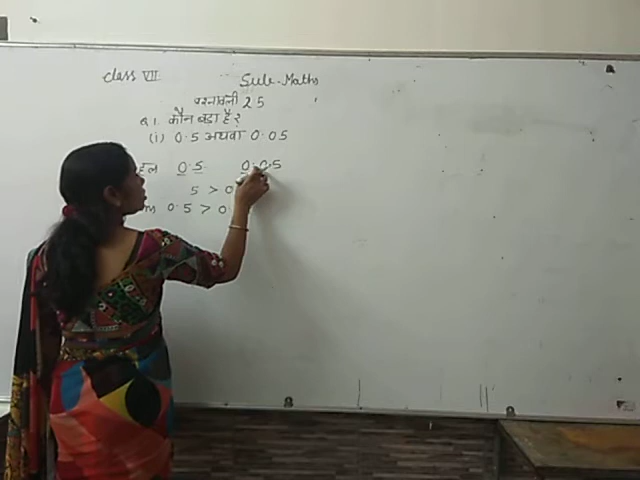 class VII Sub-Maths
प्रश्नावली 2.5
Q1. कौन बड़ा है?
(i) 0.5 अथवा 0.05
हल 0.5 0.05
5 > 0
0.5 > 0